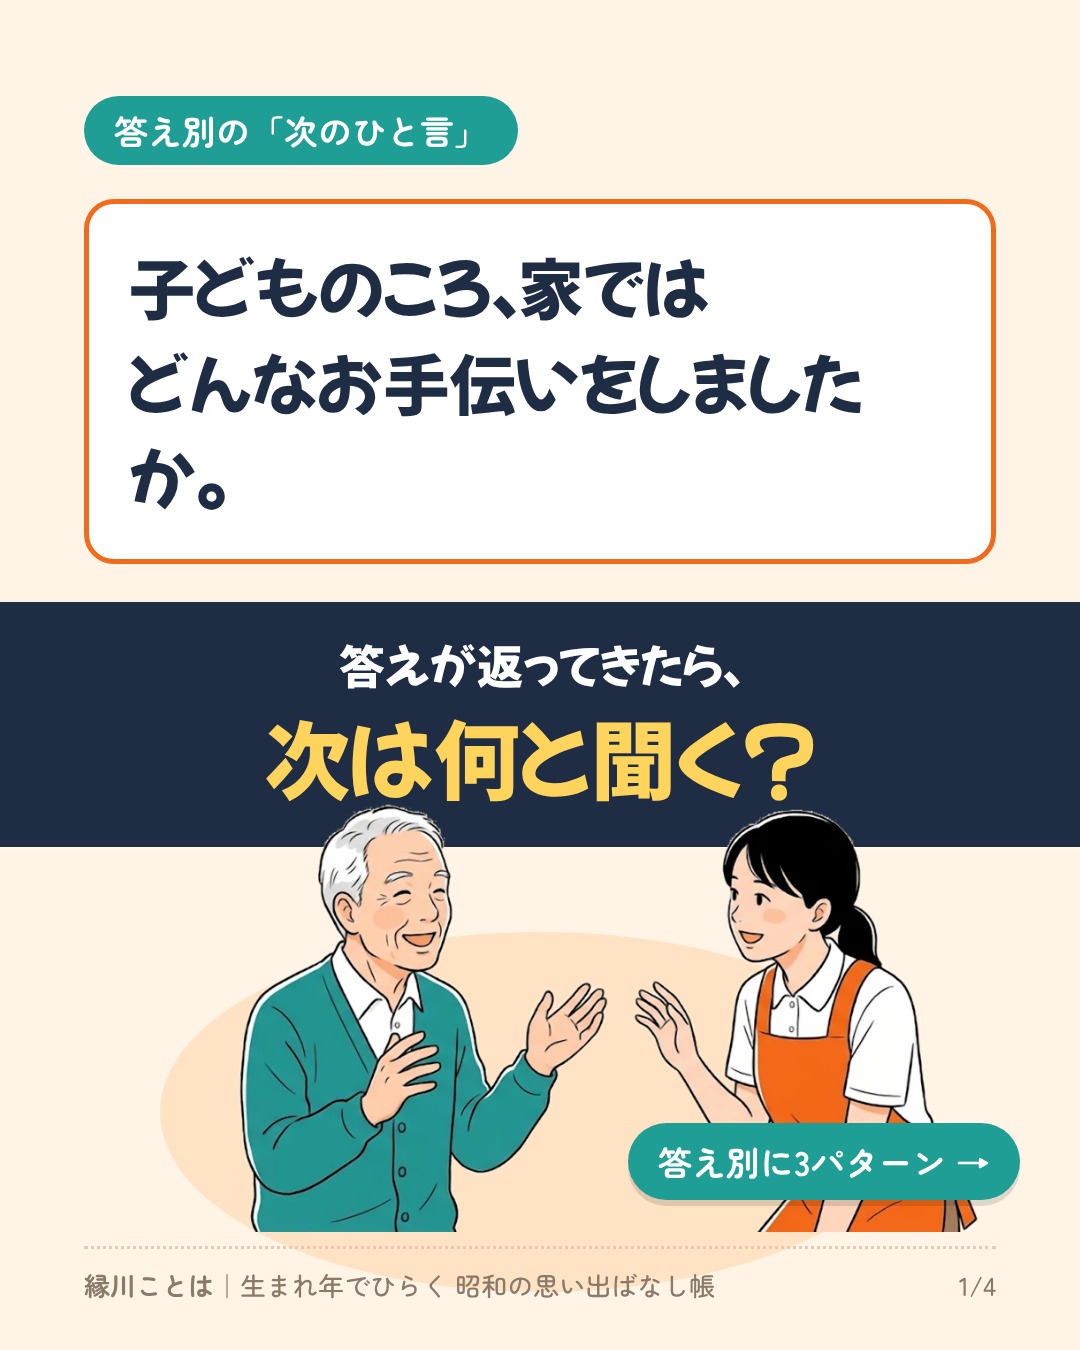 答え別の「次のひと言」
子どものころ、家では
どんなお手伝いをしました
か。
答えが返ってきたら、
次は何と聞く？
答え別に3パターン →
縁川ことは｜生まれ年でひらく 昭和の思い出ばなし帳
1/4